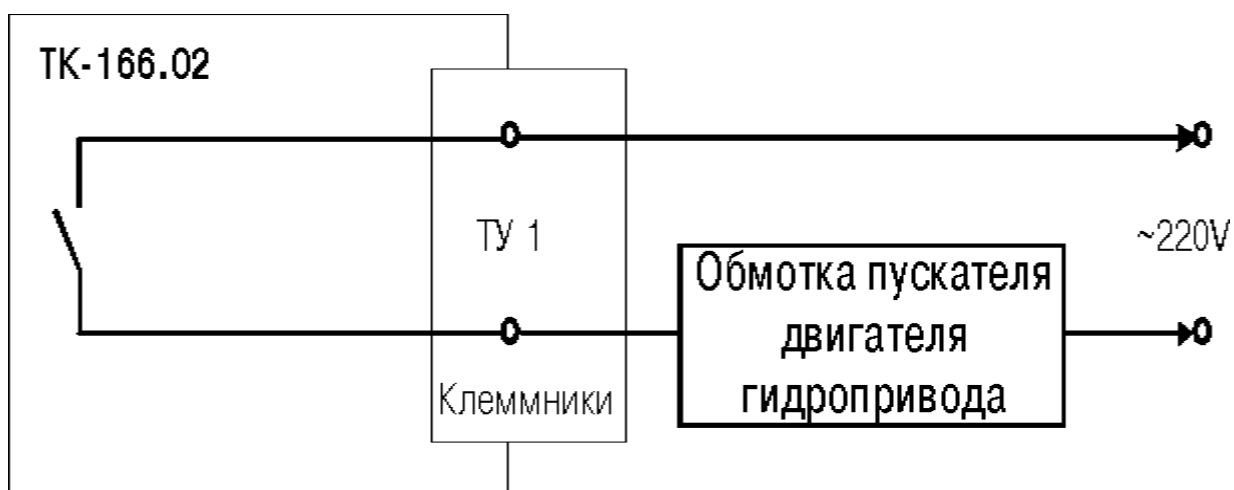 ТК-166.02
ТУ 1
~220V
Обмотка пускателя
двигателя
гидропривода
Клеммники